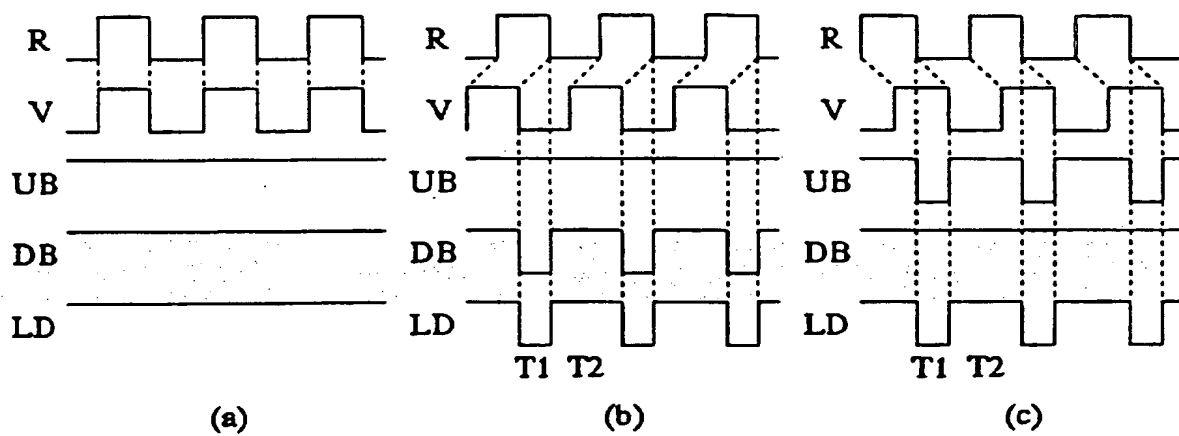 R R R
V V V
UB UB UB
DB DB DB
LD LD LD
T1 T2 T1 T2
(a) (b) (c)